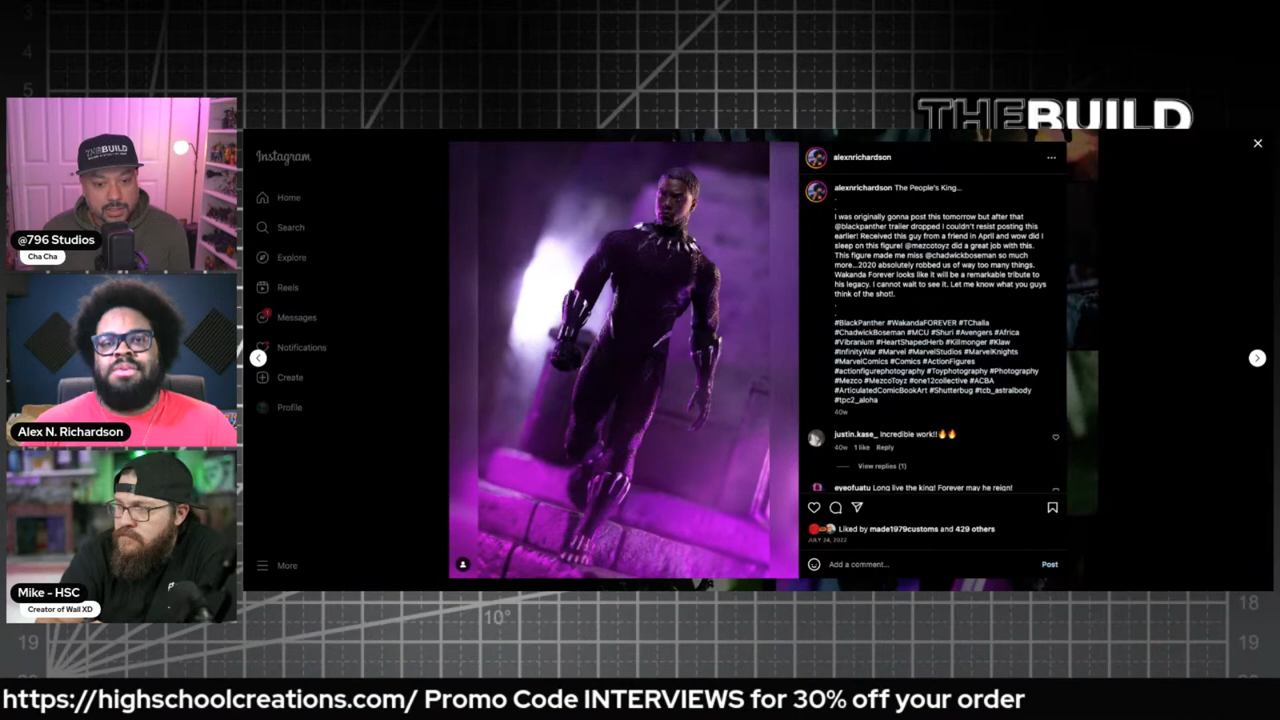 3
4
5
THEBUILD
Instagram
Home
Search
Explore
Reels
Messages
Notifications
Create
Profile
More
alexnrichardson
alexnrichardson The People's King...
.
.
I was originally gonna post this tomorrow but after that
@blackpanther trailer dropped I couldn't resist posting this
earlier! Received this guy from a friend in April and wow did I
sleep on this figure! @mezcotoyz did a great job with this.
This figure made me miss @chadwickboseman so much
more...2020 absolutely robbed us of way too many things.
Wakanda Forever looks like it will be a remarkable tribute to
his legacy. I cannot wait to see it. Let me know what you guys
think of the shot!.
.
.
#BlackPanther #WakandaFOREVER #TChalla
#ChadwickBoseman #MCU #Shuri #Avengers #Africa
#Vibranium #HeartShapedHerb #Killmonger #Klaw
#InfinityWar #Marvel #MarvelStudios #MarvelKnights
#MarvelComics #Comics #ActionFigures
#actionfigurephotography #Toyphotography #Photography
#Mezco #MezcoToyz #one12collective #ACBA
#ArticulatedComicBookArt #Shutterbug #tcb_astralbody
#tpc2_aloha
40w
justin.kase_ Incredible work!!🔥🔥
40w 1 like Reply
View replies (1)
eyeofuatu Long live the king! Forever may he reign!
Liked by made1979customs and 429 others
JULY 24, 2022
Add a comment... Post
THEBUILD
@796 Studios
Cha Cha
Alex N. Richardson
Mike - HSC
Creator of Wall XD
10°
18
19
19
https://highschoolcreations.com/ Promo Code INTERVIEWS for 30% off your order